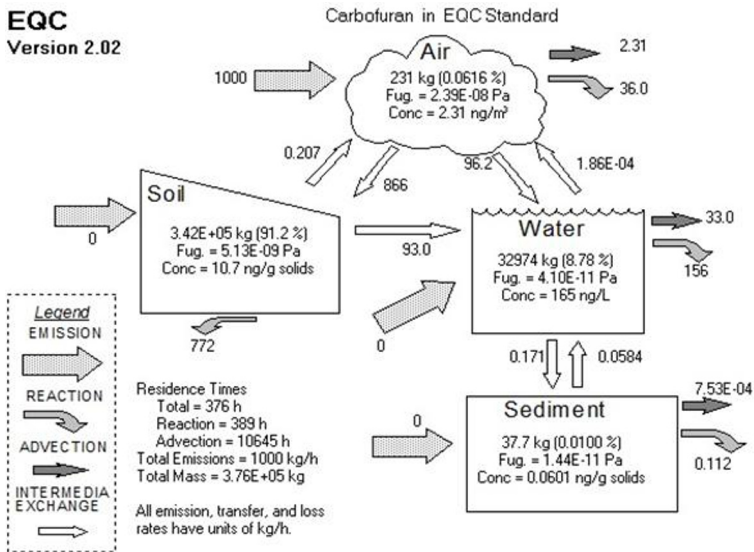 EQC
Version 2.02
Carbofuran in EQC Standard
Air
231 kg (0.0616 %)
Fug. = 2.39E-08 Pa
Conc = 2.31 ng/m³
1000
2.31
36.0
0.207
866
96.2
1.86E-04
Soil
3.42E+05 kg (91.2 %)
Fug. = 5.13E-09 Pa
Conc = 10.7 ng/g solids
0
93.0
772
Water
32974 kg (8.78 %)
Fug. = 4.10E-11 Pa
Conc = 165 ng/L
33.0
156
0
0.171
0.0584
Sediment
37.7 kg (0.0100 %)
Fug. = 1.44E-11 Pa
Conc = 0.0601 ng/g solids
0
7.53E-04
0.112
Legend
EMISSION
REACTION
ADVECTION
INTERMEDIA
EXCHANGE
Residence Times
Total = 376 h
Reaction = 389 h
Advection = 10645 h
Total Emissions = 1000 kg/h
Total Mass = 3.76E+05 kg
All emission, transfer, and loss
rates have units of kg/h.